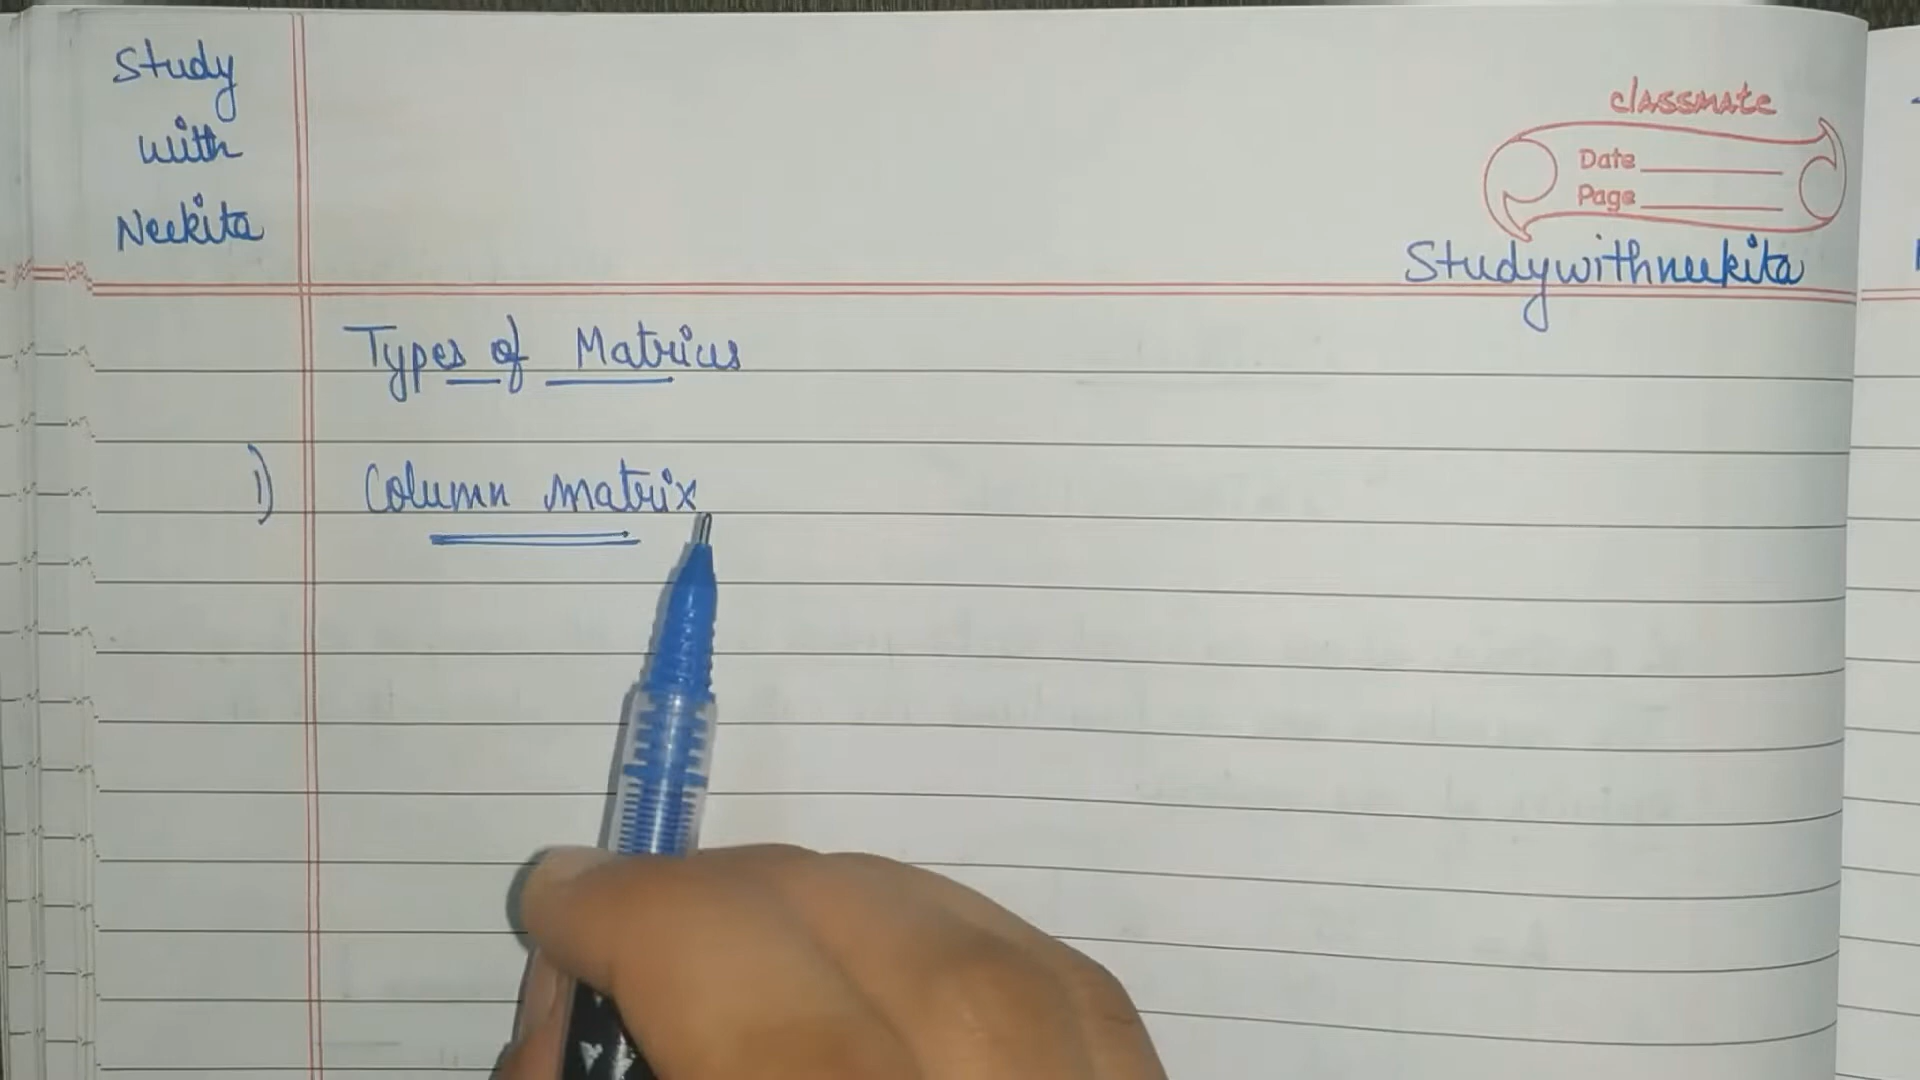 Study
with
Neekita
classmate
Date
Page
Studywithneekita
Types of Matrices
1) Column matrix